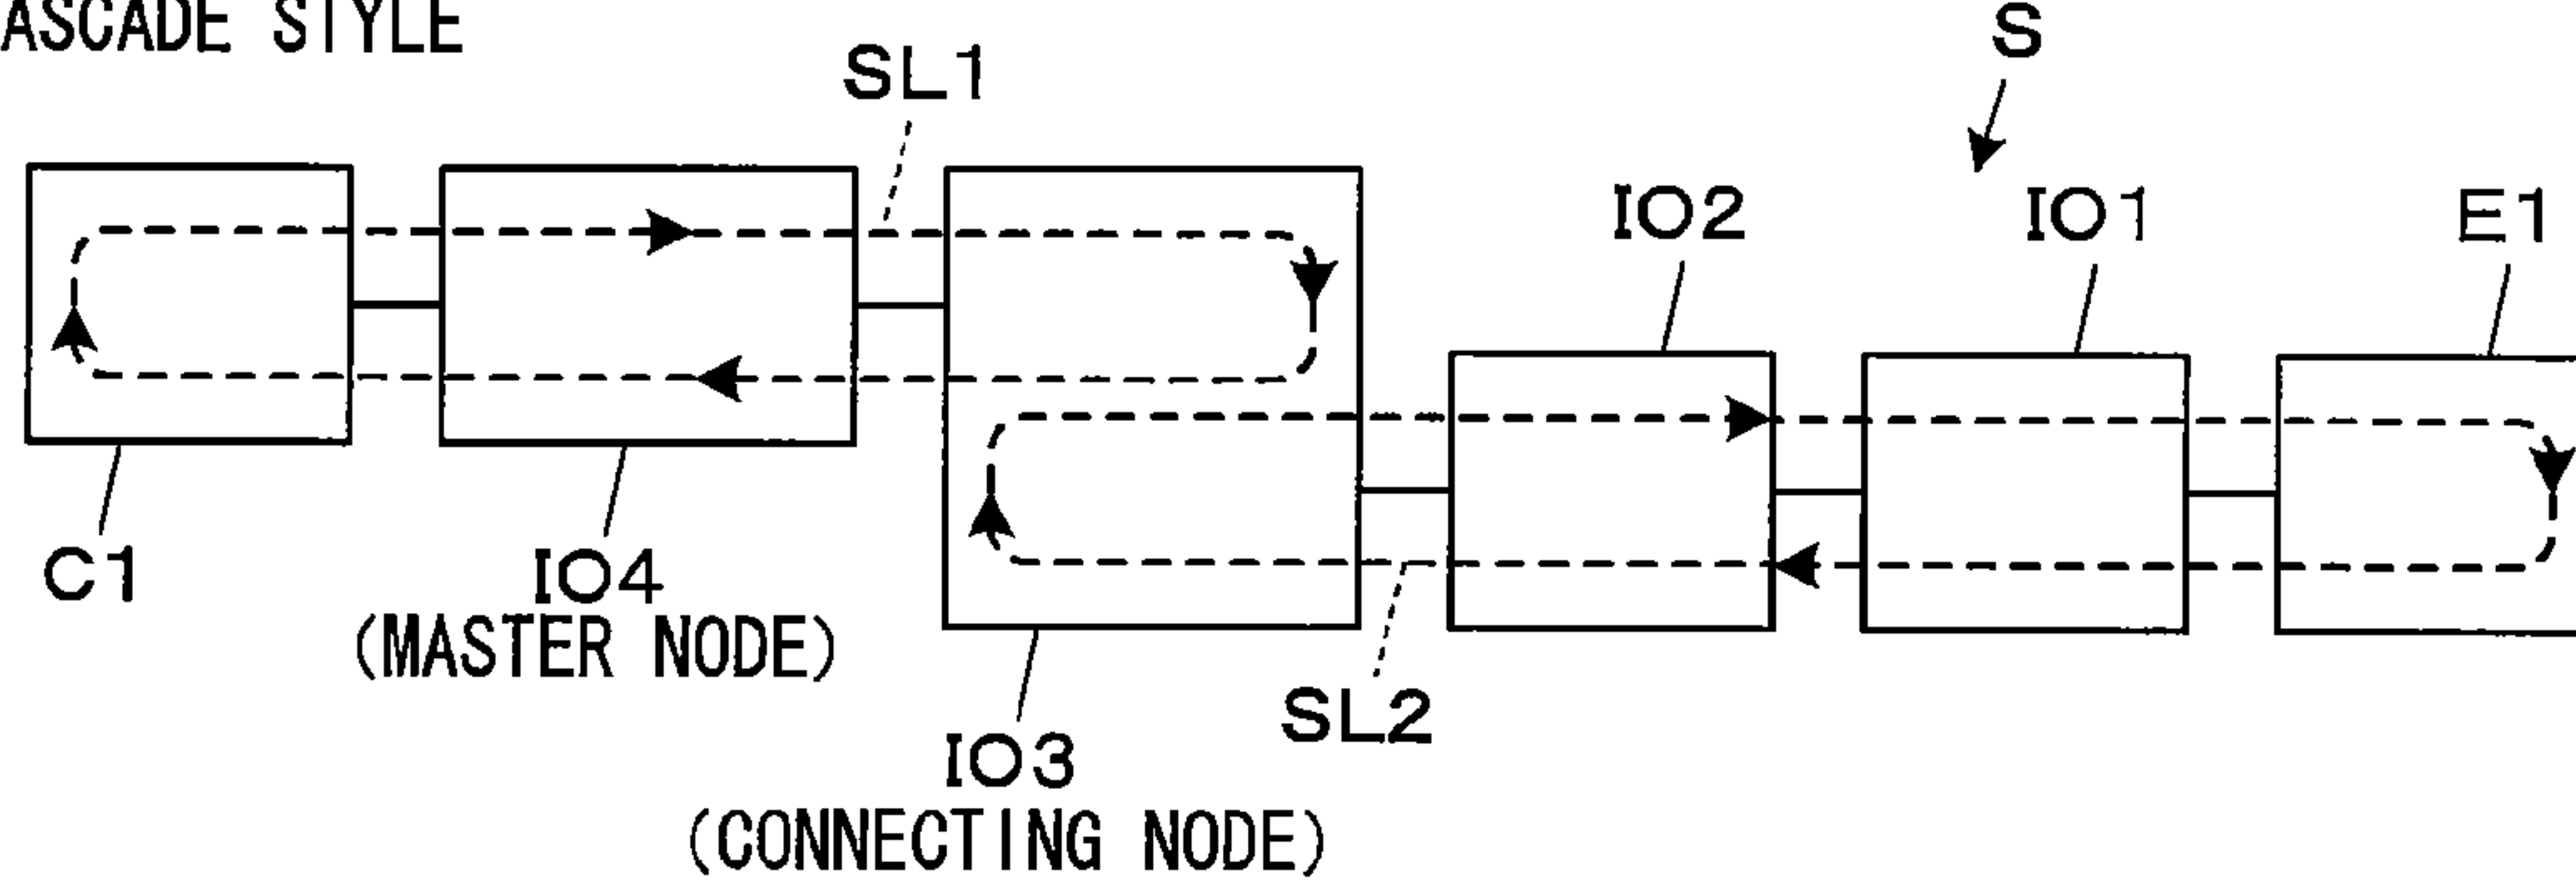 ASCADE STYLE
S
SL1
IO2
IO1
E1
C1
IO4
(MASTER NODE)
SL2
IO3
(CONNECTING NODE)